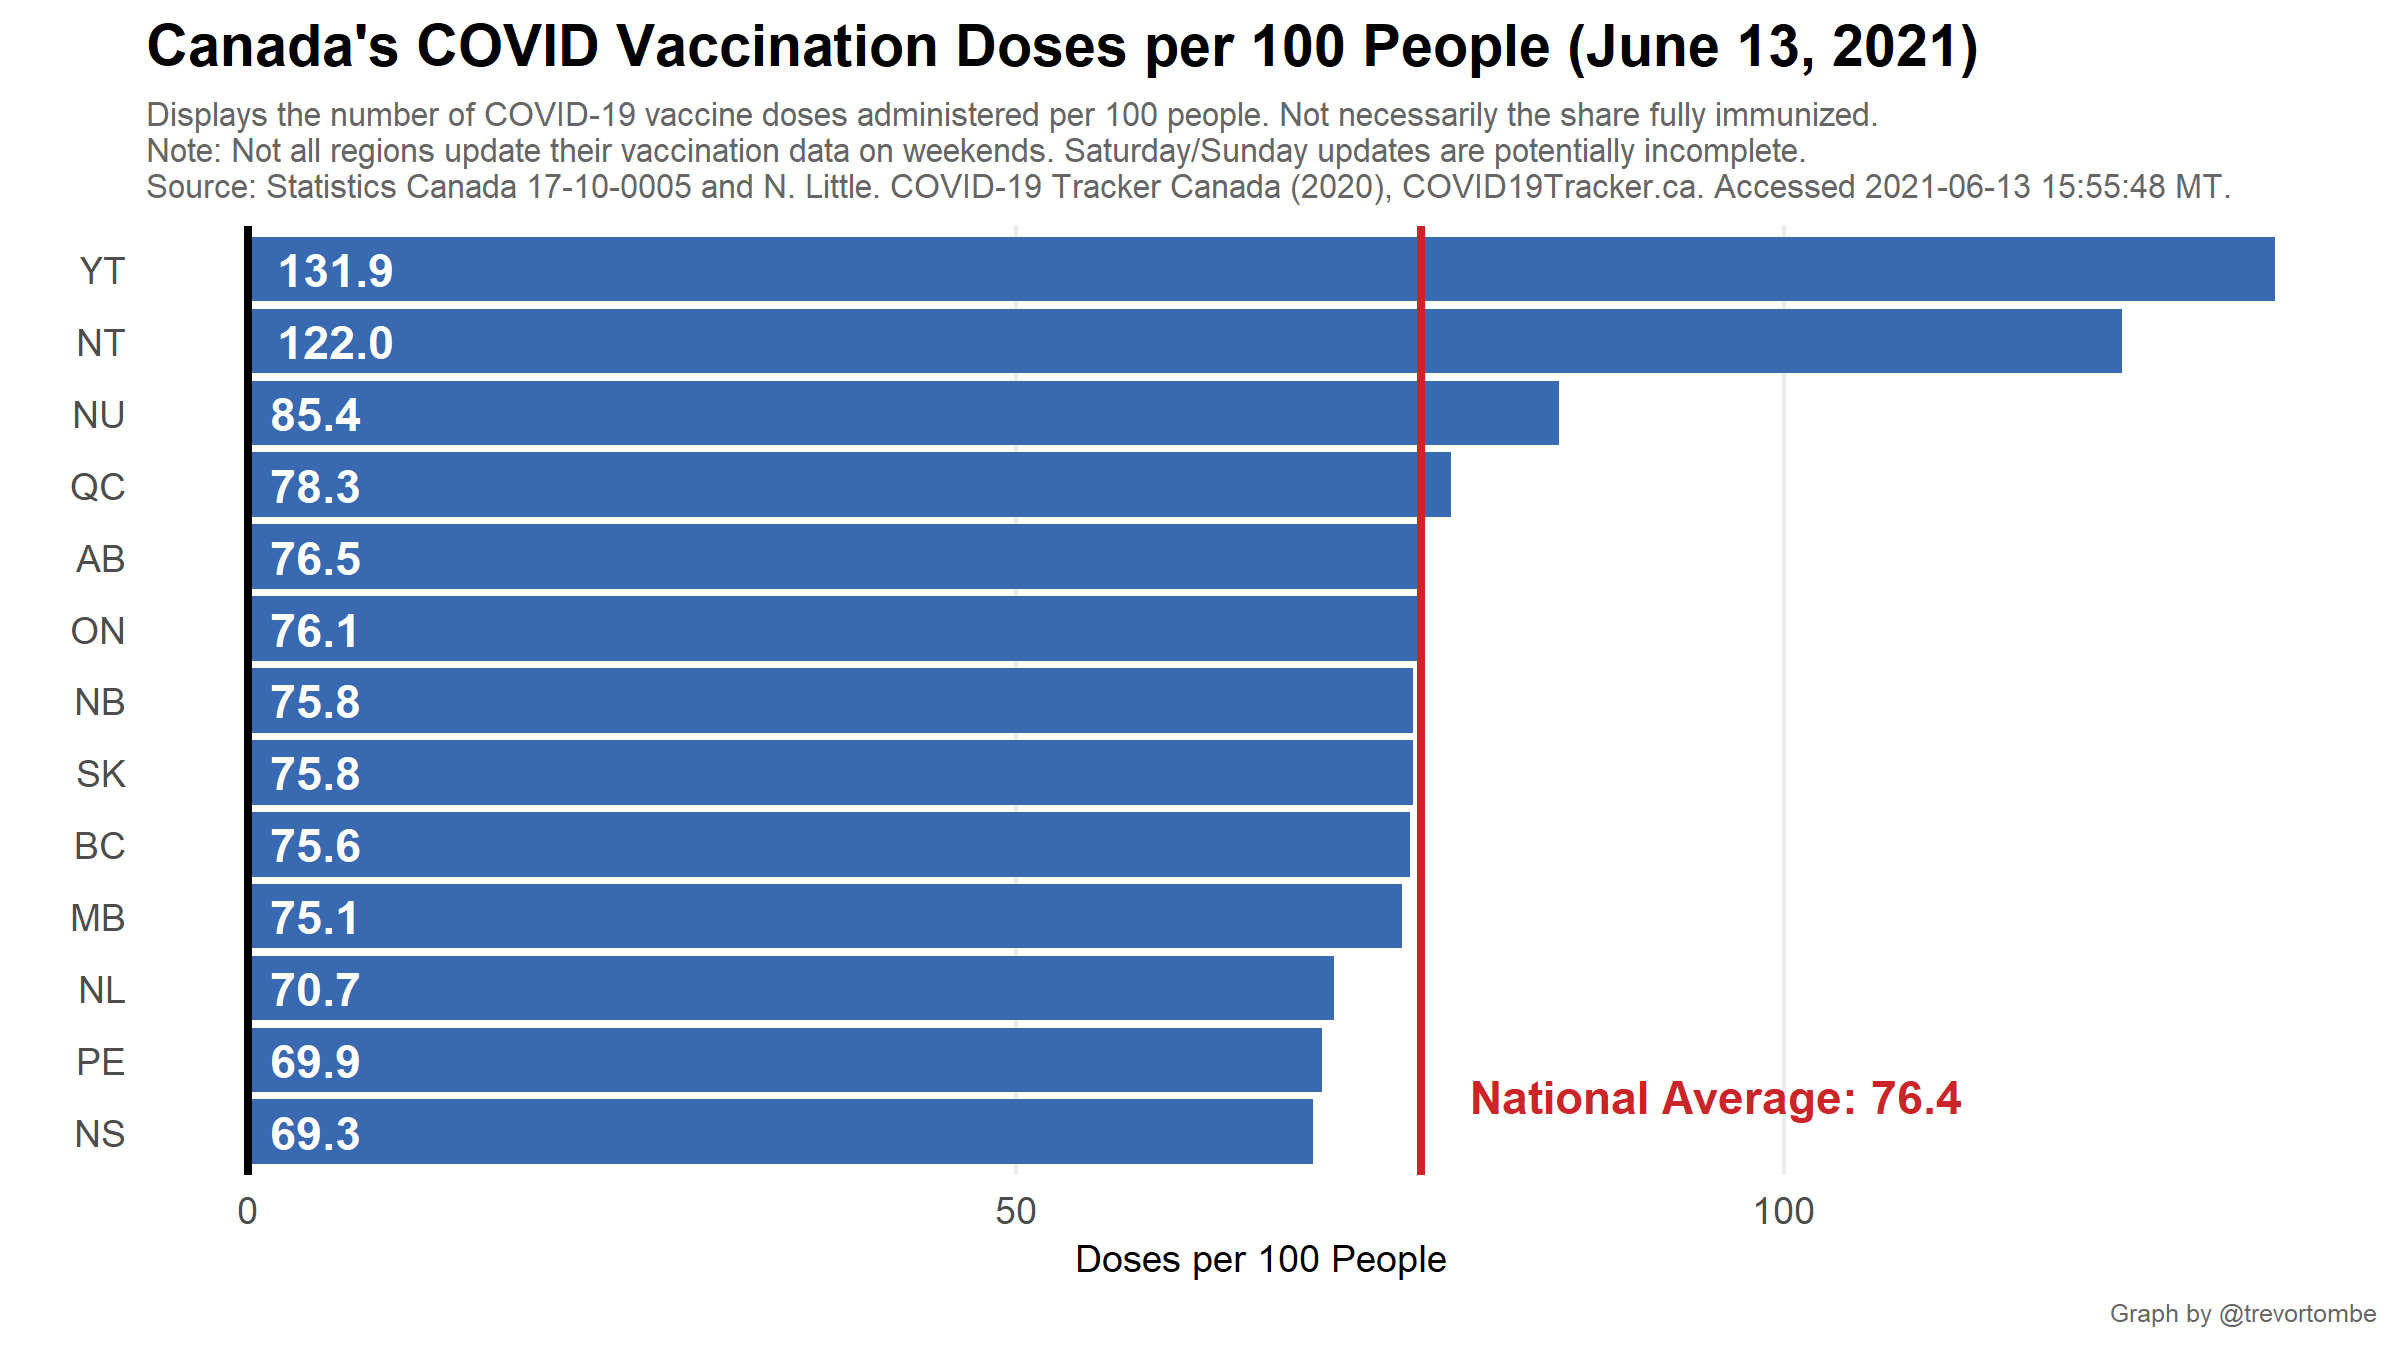 Canada's COVID Vaccination Doses per 100 People (June 13, 2021)
Displays the number of COVID-19 vaccine doses administered per 100 people. Not necessarily the share fully immunized.
Note: Not all regions update their vaccination data on weekends. Saturday/Sunday updates are potentially incomplete.
Source: Statistics Canada 17-10-0005 and N. Little. COVID-19 Tracker Canada (2020), COVID19Tracker.ca. Accessed 2021-06-13 15:55:48 MT.
YT 131.9
NT 122.0
NU 85.4
QC 78.3
AB 76.5
ON 76.1
NB 75.8
SK 75.8
BC 75.6
MB 75.1
NL 70.7
PE 69.9
National Average: 76.4
NS 69.3
0 50 100
Doses per 100 People
Graph by @trevortombe